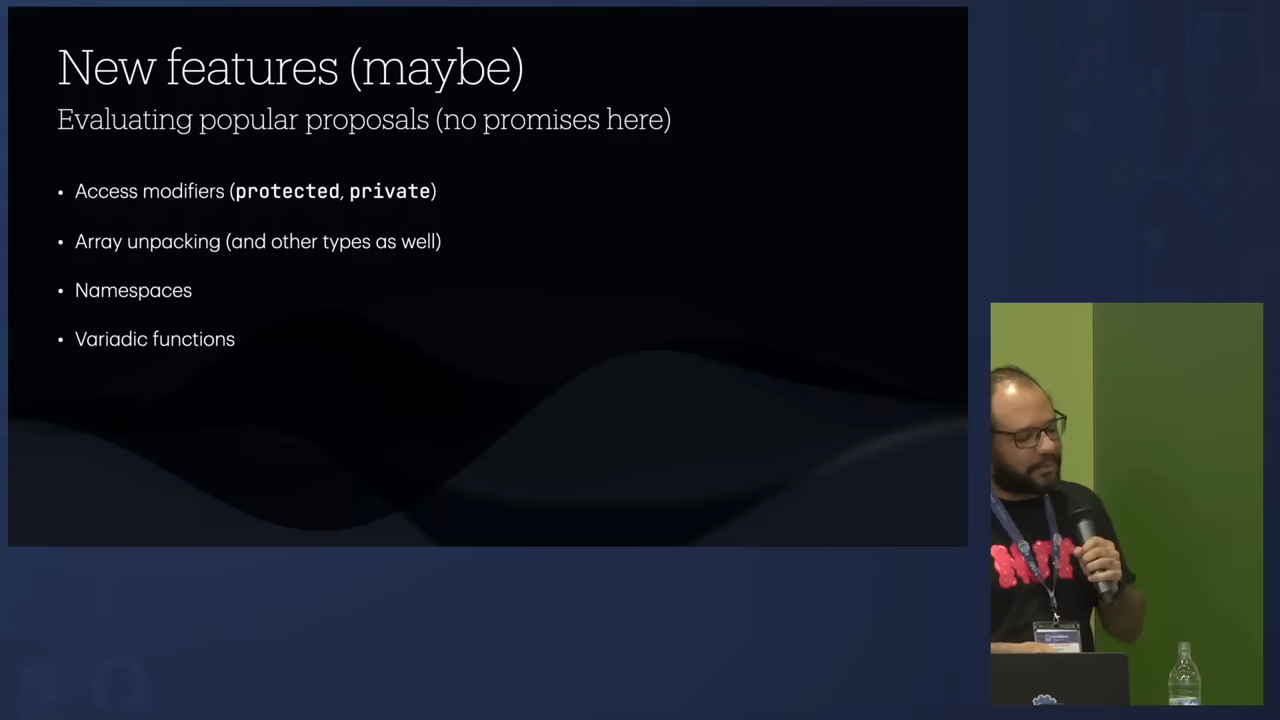 New features (maybe)
Evaluating popular proposals (no promises here)
• Access modifiers (protected, private)
• Array unpacking (and other types as well)
• Namespaces
• Variadic functions